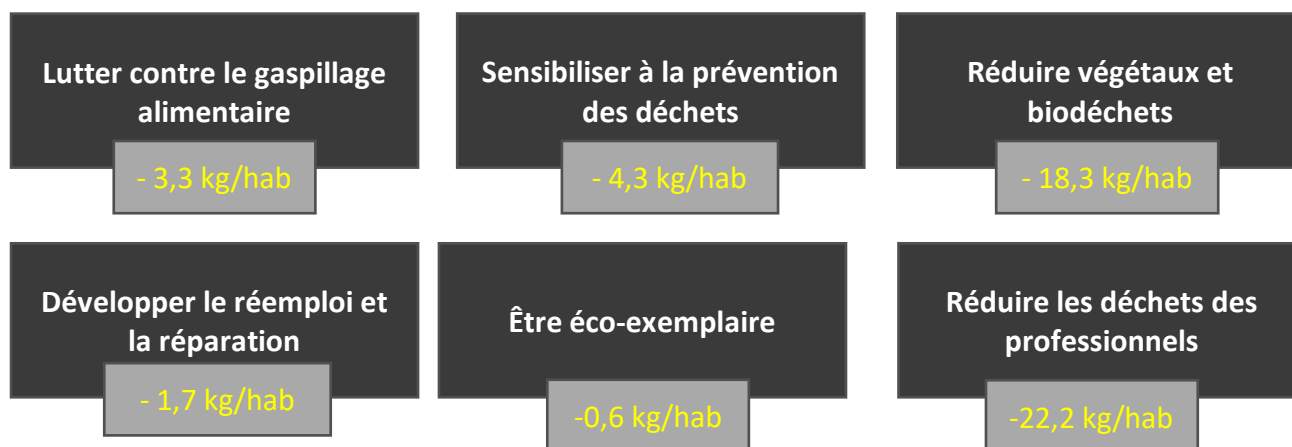 Lutter contre le gaspillage
alimentaire
- 3,3 kg/hab
Sensibiliser à la prévention
des déchets
- 4,3 kg/hab
Réduire végétaux et
biodéchets
- 18,3 kg/hab
Développer le réemploi et
la réparation
- 1,7 kg/hab
Être éco-exemplaire
-0,6 kg/hab
Réduire les déchets des
professionnels
-22,2 kg/hab